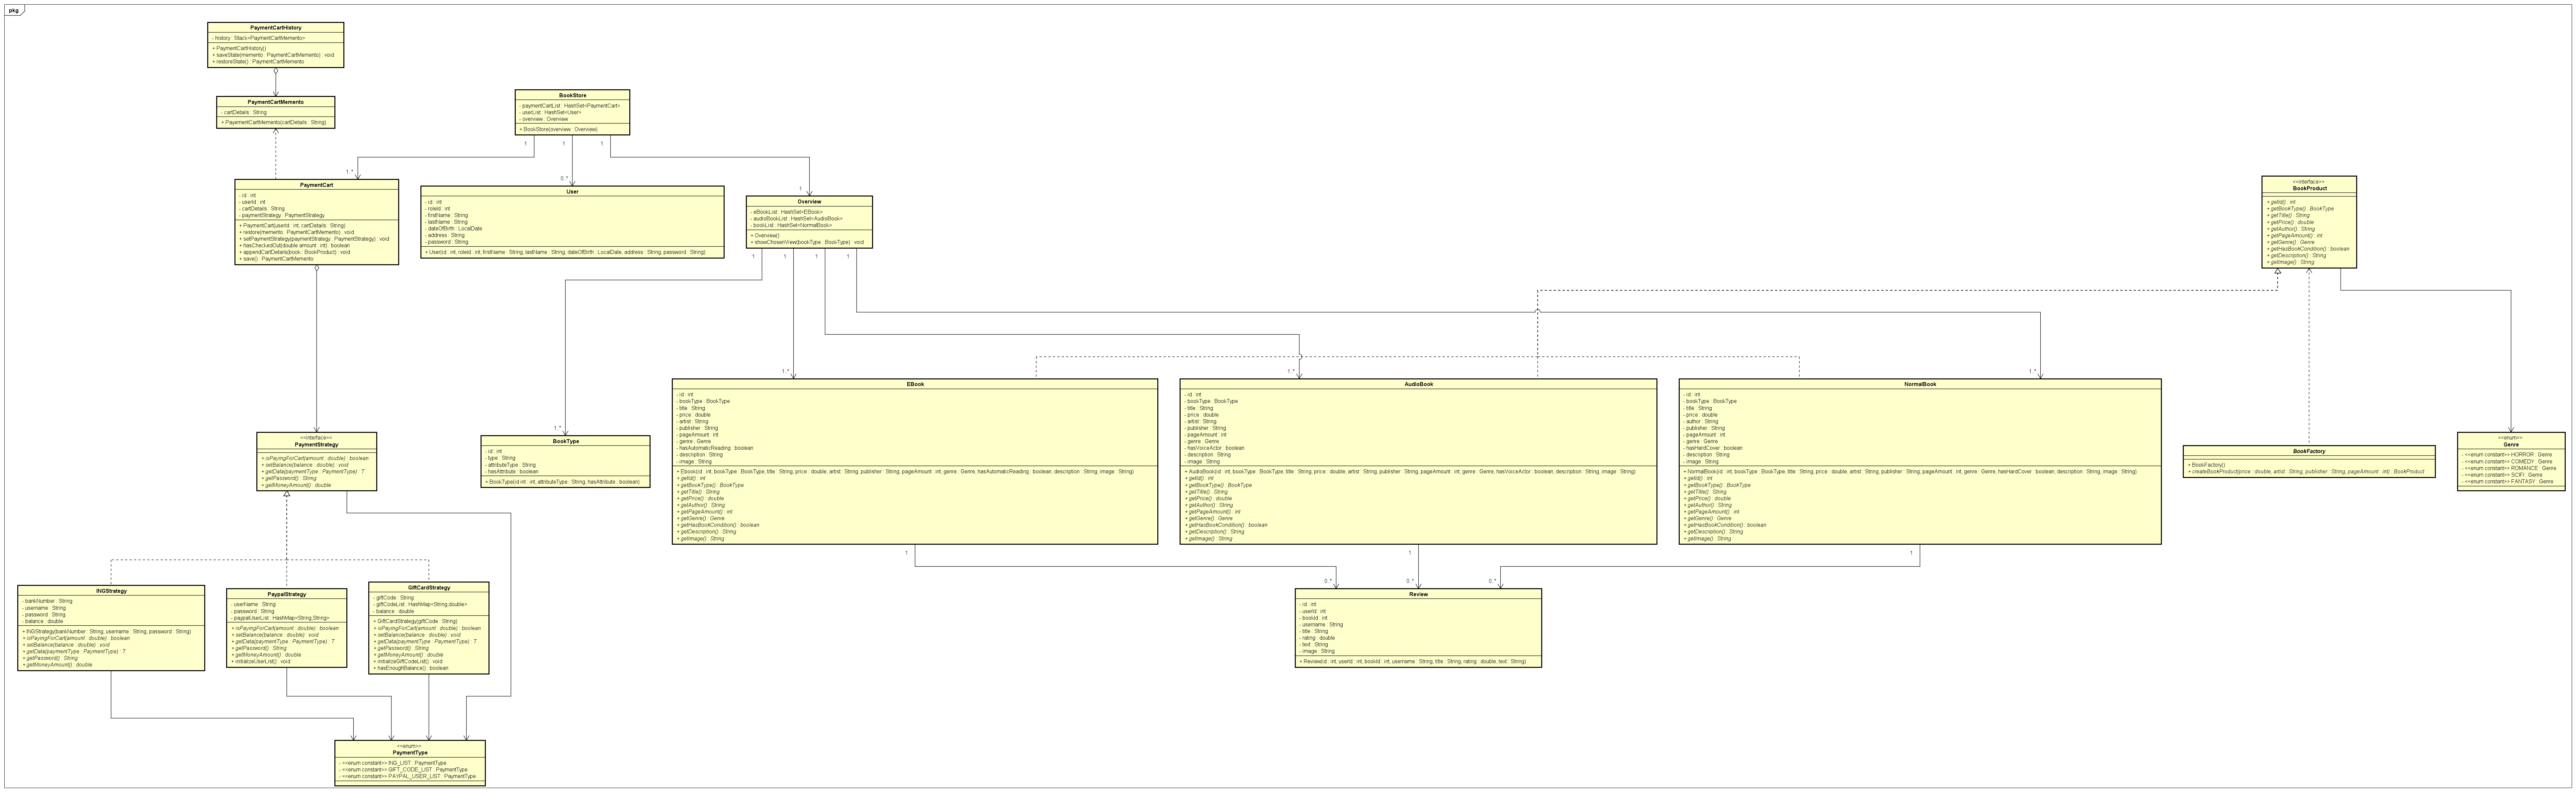 pkg
PaymentCartHistory
- history : Stack<PaymentCartMemento>
+ PaymentCartHistory()
+ saveState(memento : PaymentCartMemento) : void
+ restoreState() : PaymentCartMemento
PaymentCartMemento
- cartDetails : String
+ PaymentCartMemento(cartDetails : String)
BookStore
- paymentCartList : HashSet<PaymentCart>
- userList : HashSet<User>
- overview : Overview
+ BookStore(overview : Overview)
1
1
1
1..*
0..*
1
PaymentCart
- id : int
- userId : int
- cartDetails : String
- paymentStrategy : PaymentStrategy
+ PaymentCart(userId : int, cartDetails : String)
+ restore(memento : PaymentCartMemento) : void
+ setPaymentStrategy(paymentStrategy : PaymentStrategy) : void
+ hasCheckedOut(double amount : int) : boolean
+ appendCartDetails(book : BookProduct) : void
+ save() : PaymentCartMemento
User
- id : int
- roleId : int
- firstName : String
- lastName : String
- dateOfBirth : LocalDate
- address : String
- password : String
+ User(id : int, roleId : int, firstName : String, lastName : String, dateOfBirth : LocalDate, address : String, password : String)
Overview
- eBookList : HashSet<EBook>
- audioBookList : HashSet<AudioBook>
- bookList : HashSet<NormalBook>
+ Overview()
+ showChosenView(bookType : BookType) : void
1
1
1
1
<<interface>>
BookProduct
+ getId() : int
+ getBookType() : BookType
+ getTitle() : String
+ getPrice() : double
+ getAuthor() : String
+ getPageAmount() : int
+ getGenre() : Genre
+ getHasBookCondition() : boolean
+ getDescription() : String
+ getImage() : String
1..*
1..*
1..*
1..*
EBook
- id : int
- bookType : BookType
- title : String
- price : double
- artist : String
- publisher : String
- pageAmount : int
- genre : Genre
- hasAutomaticReading : boolean
- description : String
- image : String
+ Ebook(id : int, bookType : BookType, title : String, price : double, artist : String, publisher : String, pageAmount : int, genre : Genre, hasAutomaticReading : boolean, description : String, image : String)
+ getId() : int
+ getBookType() : BookType
+ getTitle() : String
+ getPrice() : double
+ getAuthor() : String
+ getPageAmount() : int
+ getGenre() : Genre
+ getHasBookCondition() : boolean
+ getDescription() : String
+ getImage() : String
AudioBook
- id : int
- bookType : BookType
- title : String
- price : double
- artist : String
- publisher : String
- pageAmount : int
- genre : Genre
- hasVoiceActor : boolean
- description : String
- image : String
+ AudioBook(id : int, bookType : BookType, title : String, price : double, artist : String, publisher : String, pageAmount : int, genre : Genre, hasVoiceActor : boolean, description : String, image : String)
+ getId() : int
+ getBookType() : BookType
+ getTitle() : String
+ getPrice() : double
+ getAuthor() : String
+ getPageAmount() : int
+ getGenre() : Genre
+ getHasBookCondition() : boolean
+ getDescription() : String
+ getImage() : String
NormalBook
- id : int
- bookType : BookType
- title : String
- price : double
- author : String
- publisher : String
- pageAmount : int
- genre : Genre
- hasHardCover : boolean
- description : String
- image : String
+ NormalBook(id : int, bookType : BookType, title : String, price : double, artist : String, publisher : String, pageAmount : int, genre : Genre, hasHardCover : boolean, description : String, image : String)
+ getId() : int
+ getBookType() : BookType
+ getTitle() : String
+ getPrice() : double
+ getAuthor() : String
+ getPageAmount() : int
+ getGenre() : Genre
+ getHasBookCondition() : boolean
+ getDescription() : String
+ getImage() : String
<<interface>>
PaymentStrategy
+ isPayingForCart(amount : double) : boolean
+ setBalance(balance : double) : void
+ getData(paymentType : PaymentType) : T
+ getPassword() : String
+ getMoneyAmount() : double
BookType
- id : int
- type : String
- attributeType : String
- hasAttribute : boolean
+ BookType(id int : int, attributeType : String, hasAttribute : boolean)
BookFactory
+ BookFactory()
+ createBookProduct(price : double, artist : String, publisher : String, pageAmount : int) : BookProduct
<<enum>>
Genre
- <<enum constant>> HORROR : Genre
- <<enum constant>> COMEDY : Genre
- <<enum constant>> ROMANCE : Genre
- <<enum constant>> SCIFI : Genre
- <<enum constant>> FANTASY : Genre
1
1
1
0..*
0..*
0..*
INGStrategy
- bankNumber : String
- username : String
- password : String
- balance : double
+ INGStrategy(bankNumber : String, username : String, password : String)
+ isPayingForCart(amount : double) : boolean
+ setBalance(balance : double) : void
+ getData(paymentType : PaymentType) : T
+ getPassword() : String
+ getMoneyAmount() : double
PaypalStrategy
- userName : String
- password : String
- paypalUserList : HashMap<String,String>
+ isPayingForCart(amount : double) : boolean
+ setBalance(balance : double) : void
+ getData(paymentType : PaymentType) : T
+ getPassword() : String
+ getMoneyAmount() : double
+ initializeUserList() : void
GiftCardStrategy
- giftCode : String
- giftCodeList : HashMap<String,double>
- balance : double
+ GiftCardStrategy(giftCode : String)
+ isPayingForCart(amount : double) : boolean
+ setBalance(balance : double) : void
+ getData(paymentType : PaymentType) : T
+ getPassword() : String
+ getMoneyAmount() : double
+ initializeGiftCodeList() : void
+ hasEnoughBalance() : boolean
Review
- id : int
- userId : int
- bookId : int
- username : String
- title : String
- rating : double
- text : String
- image : String
+ Review(id : int, userId : int, bookId : int, username : String, title : String, rating : double, text : String)
<<enum>>
PaymentType
- <<enum constant>> ING_LIST : PaymentType
- <<enum constant>> GIFT_CODE_LIST : PaymentType
- <<enum constant>> PAYPAL_USER_LIST : PaymentType